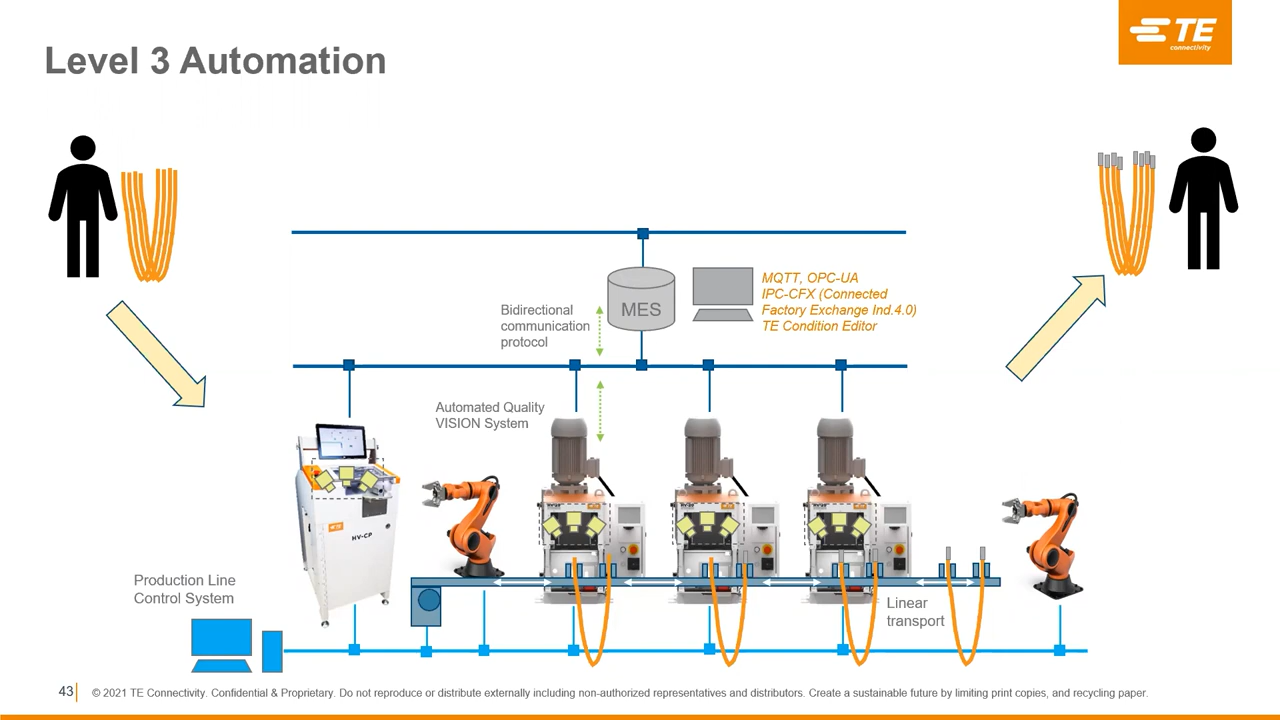 Level 3 Automation
TE
connectivity
MES
MQTT, OPC-UA
IPC-CFX (Connected
Factory Exchange Ind.4.0)
TE Condition Editor
Bidirectional
communication
protocol
Automated Quality
VISION System
TE
HV-CP
Production Line
Control System
Linear
transport
43
© 2021 TE Connectivity. Confidential & Proprietary. Do not reproduce or distribute externally including non-authorized representatives and distributors. Create a sustainable future by limiting print copies, and recycling paper.